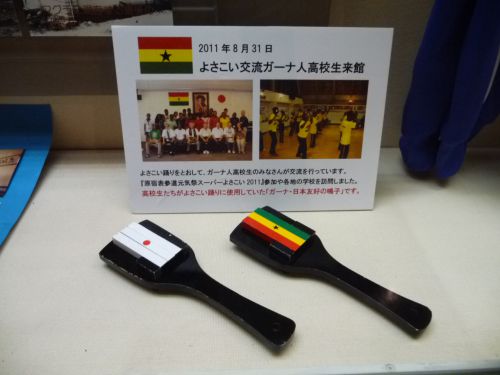 2011年8月31日
よさこい交流ガーナ人高校生来館
よさこい踊りをとおして、ガーナ人高校生のみなさんが交流を行っています。
『原宿表参道元気祭スーパーよさこい2011』参加や各地の学校を訪問しました。
高校生たちがよさこい踊りに使用していた「ガーナ・日本友好の鳴子」です。